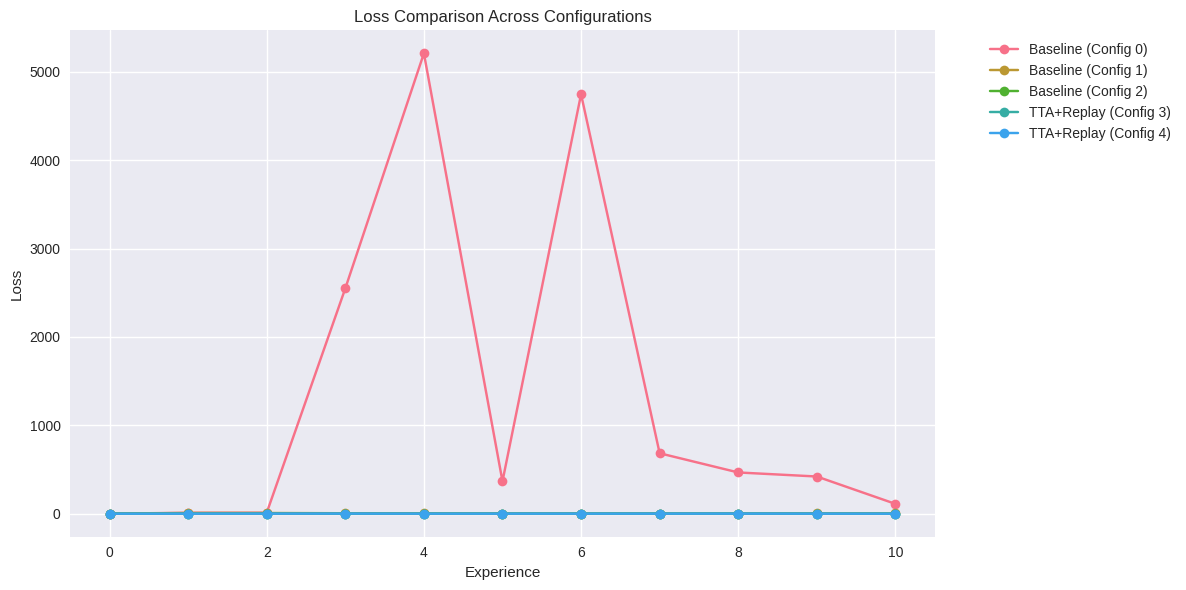 Loss Comparison Across Configurations
Loss
5000
4000
3000
2000
1000
0
0 2 4 6 8 10
Experience
Baseline (Config 0)
Baseline (Config 1)
Baseline (Config 2)
TTA+Replay (Config 3)
TTA+Replay (Config 4)